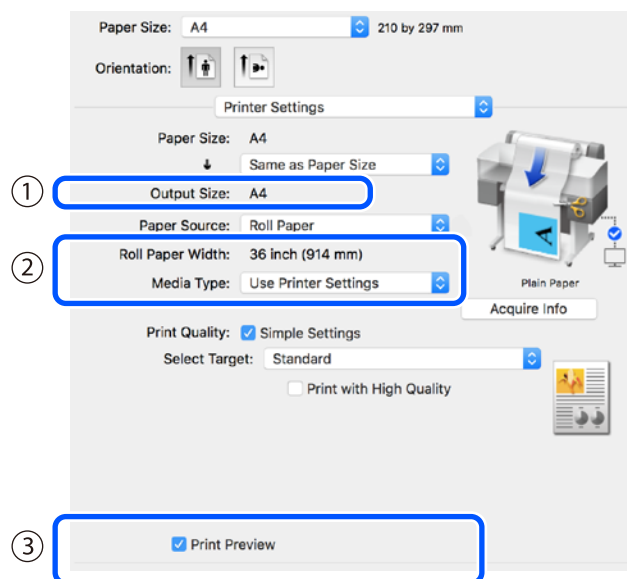 Paper Size: A4 210 by 297 mm
Orientation:
Printer Settings
Paper Size: A4
Same as Paper Size
① Output Size: A4
Paper Source: Roll Paper
② Roll Paper Width: 36 inch (914 mm)
Media Type: Use Printer Settings
Plain Paper
Acquire Info
Print Quality: Simple Settings
Select Target: Standard
Print with High Quality
③ Print Preview